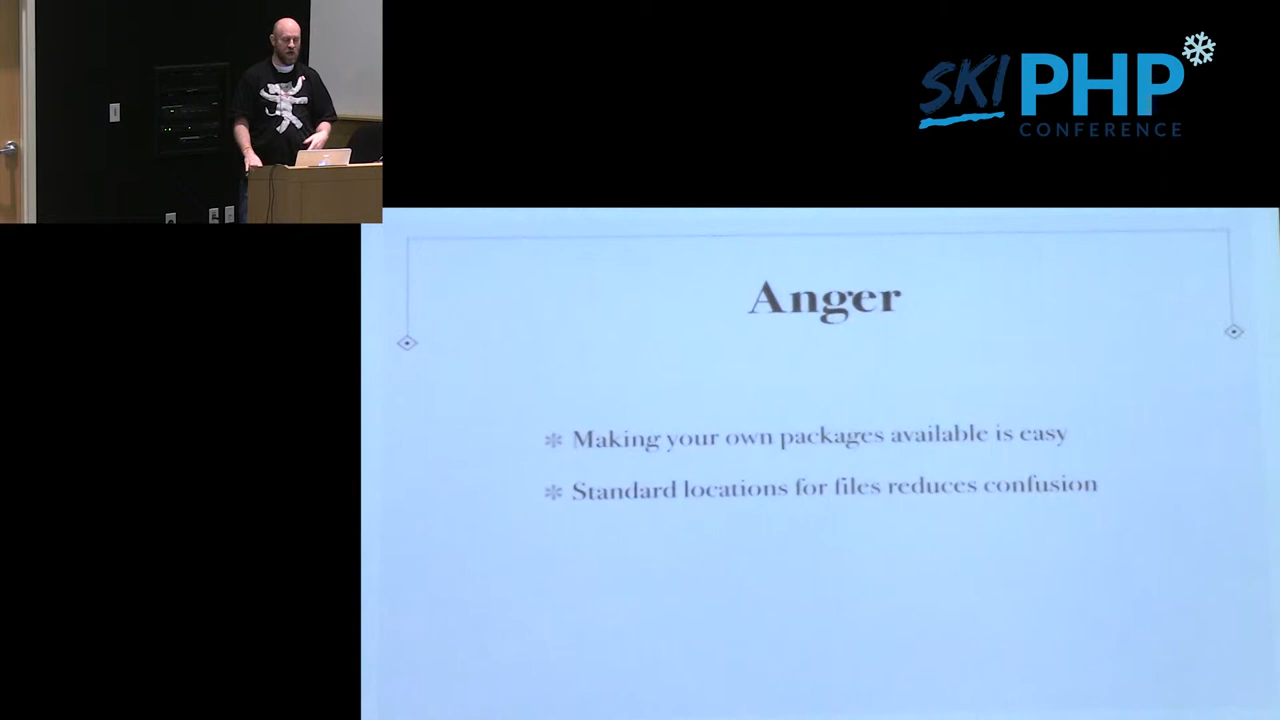 SKI PHP
CONFERENCE
Anger
Making your own packages available is easy
Standard locations for files reduces confusion